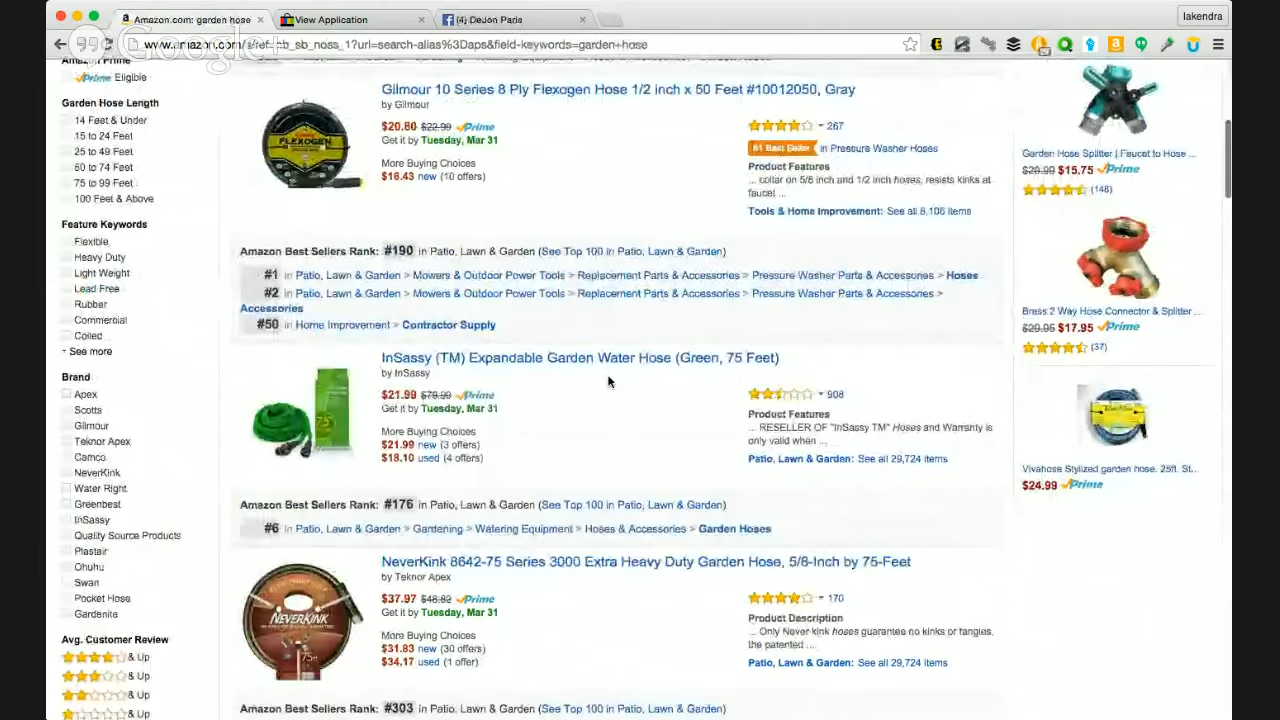 Amazon.com: garden hose
View Application
(4) DeJon Paris
lakendra
Google+
www.amazon.com/s/ref=nb_sb_noss_1?url=search-alias%3Daps&field-keywords=garden+hose
Amazon Prime
Prime Eligible
Garden Hose Length
14 Feet & Under
15 to 24 Feet
25 to 49 Feet
50 to 74 Feet
75 to 99 Feet
100 Feet & Above
Feature Keywords
Flexible
Heavy Duty
Light Weight
Lead Free
Rubber
Commercial
Coiled
See more
Brand
Apex
Scotts
Gilmour
Teknor Apex
Camco
NeverKink
Water Right
Greenbest
InSassy
Quality Source Products
Plastair
Ohuhu
Swan
Pocket Hose
Gardenite
Avg. Customer Review
& Up
& Up
& Up
& Up
Gilmour 10 Series 8 Ply Flexogen Hose 1/2 inch x 50 Feet #10012050, Gray
by Gilmour
$20.80 $22.99 Prime
Get it by Tuesday, Mar 31
More Buying Choices
$16.43 new (10 offers)
FLEXOGEN
267
#1 Best Seller in Pressure Washer Hoses
Product Features
... collar on 5/8 inch and 1/2 inch hoses, resists kinks at
faucet ...
Tools & Home Improvement: See all 8,106 items
Amazon Best Sellers Rank: #190 in Patio, Lawn & Garden (See Top 100 in Patio, Lawn & Garden)
#1 in Patio, Lawn & Garden > Mowers & Outdoor Power Tools > Replacement Parts & Accessories > Pressure Washer Parts & Accessories > Hoses
#2 in Patio, Lawn & Garden > Mowers & Outdoor Power Tools > Replacement Parts & Accessories > Pressure Washer Parts & Accessories >
Accessories
#50 in Home Improvement > Contractor Supply
InSassy (TM) Expandable Garden Water Hose (Green, 75 Feet)
by InSassy
$21.99 $79.99 Prime
Get it by Tuesday, Mar 31
More Buying Choices
$21.99 new (3 offers)
$18.10 used (4 offers)
75
908
Product Features
... RESELLER OF "InSassy TM" Hoses and Warranty is
only valid when ...
Patio, Lawn & Garden: See all 29,724 items
Amazon Best Sellers Rank: #176 in Patio, Lawn & Garden (See Top 100 in Patio, Lawn & Garden)
#6 in Patio, Lawn & Garden > Gardening > Watering Equipment > Hoses & Accessories > Garden Hoses
NeverKink 8642-75 Series 3000 Extra Heavy Duty Garden Hose, 5/8-Inch by 75-Feet
by Teknor Apex
$37.97 $48.82 Prime
Get it by Tuesday, Mar 31
More Buying Choices
$31.83 new (30 offers)
$34.17 used (1 offer)
NEVERKINK
170
Product Description
... Only Never kink hoses guarantee no kinks or tangles.
the patented ...
Patio, Lawn & Garden: See all 29,724 items
Amazon Best Sellers Rank: #303 in Patio, Lawn & Garden (See Top 100 in Patio, Lawn & Garden)
Garden Hose Splitter | Faucet to Hose ...
$29.99 $15.75 Prime
(148)
Brass 2 Way Hose Connector & Splitter ...
$29.95 $17.95 Prime
(37)
Vivahose Stylized garden hose. 25ft. St...
$24.99 Prime